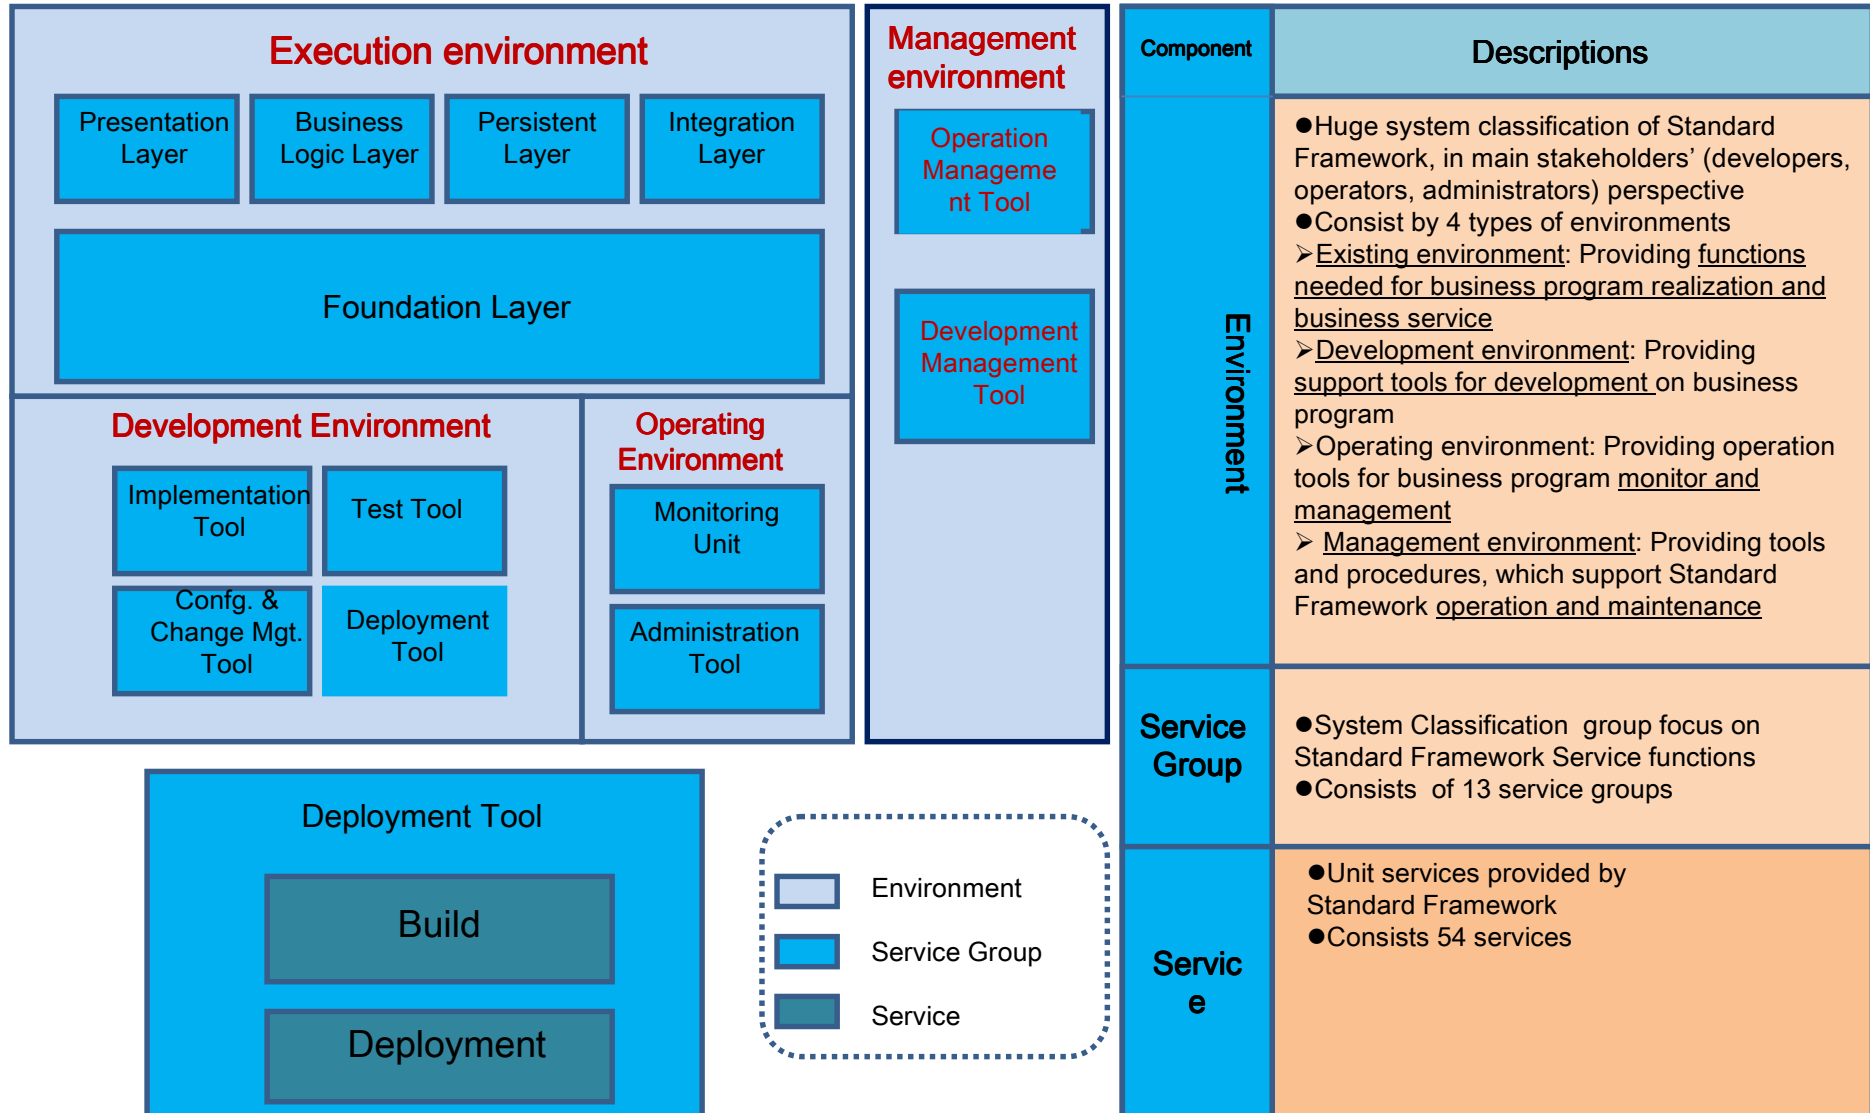 Execution environment
Presentation
Layer
Business
Logic Layer
Persistent
Layer
Integration
Layer
Foundation Layer
Development Environment
Implementation
Tool
Test Tool
Confg. &
Change Mgt.
Tool
Deployment
Tool
Operating
Environment
Monitoring
Unit
Administration
Tool
Management
environment
Operation
Manageme
nt Tool
Development
Management
Tool
Deployment Tool
Build
Deployment
Environment
Service Group
Service
Component
Descriptions
Environment
●Huge system classification of Standard
Framework, in main stakeholders’ (developers,
operators, administrators) perspective
●Consist by 4 types of environments
➢Existing environment: Providing functions
needed for business program realization and
business service
➢Development environment: Providing
support tools for development on business
program
➢Operating environment: Providing operation
tools for business program monitor and
management
➢ Management environment: Providing tools
and procedures, which support Standard
Framework operation and maintenance
Service
Group
●System Classification  group focus on
Standard Framework Service functions
●Consists  of 13 service groups
Servic
e
●Unit services provided by
Standard Framework
●Consists 54 services